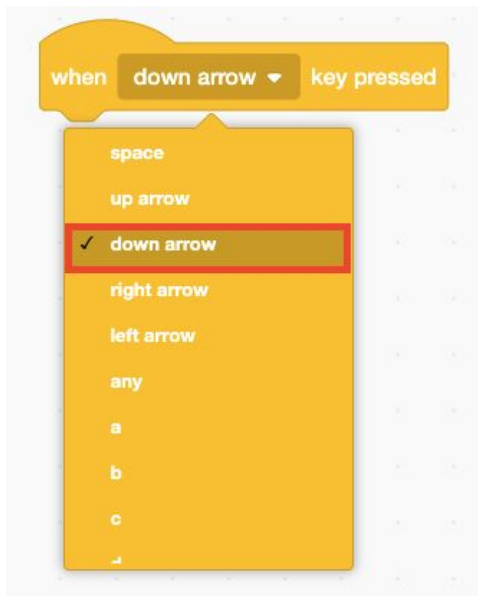 when down arrow key pressed
space
up arrow
✓ down arrow
right arrow
left arrow
any
a
b
c